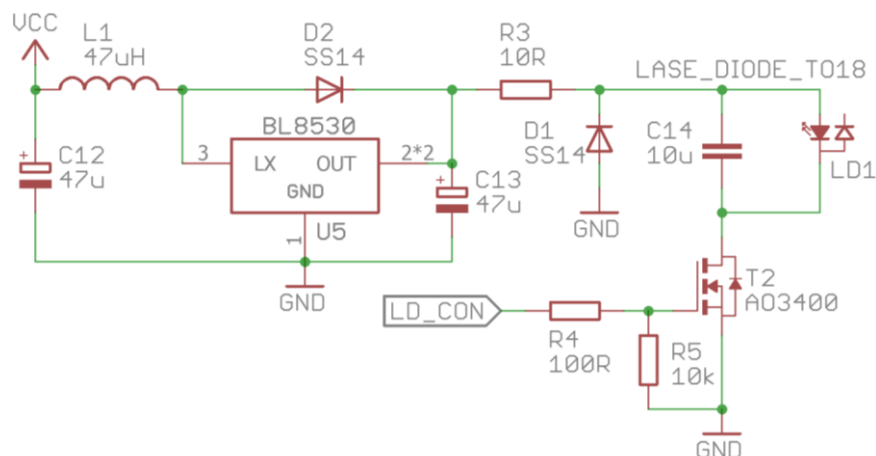 VCC
L1
47uH
D2
SS14
R3
10R
LASE_DIODE_TO18
BL8530
3
LX
OUT
2*2
GND
1
U5
C12
47u
C13
47u
D1
SS14
C14
10u
LD1
GND
GND
LD_CON
R4
100R
R5
10k
T2
AO3400
GND